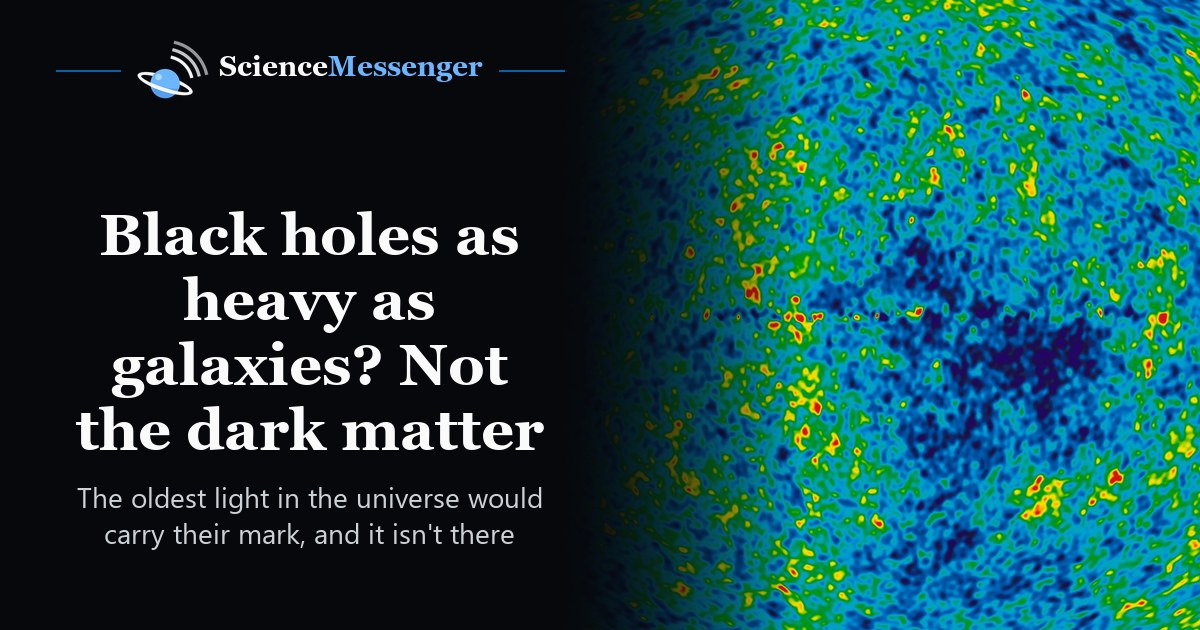 ScienceMessenger
Black holes as
heavy as
galaxies? Not
the dark matter
The oldest light in the universe would
carry their mark, and it isn't there